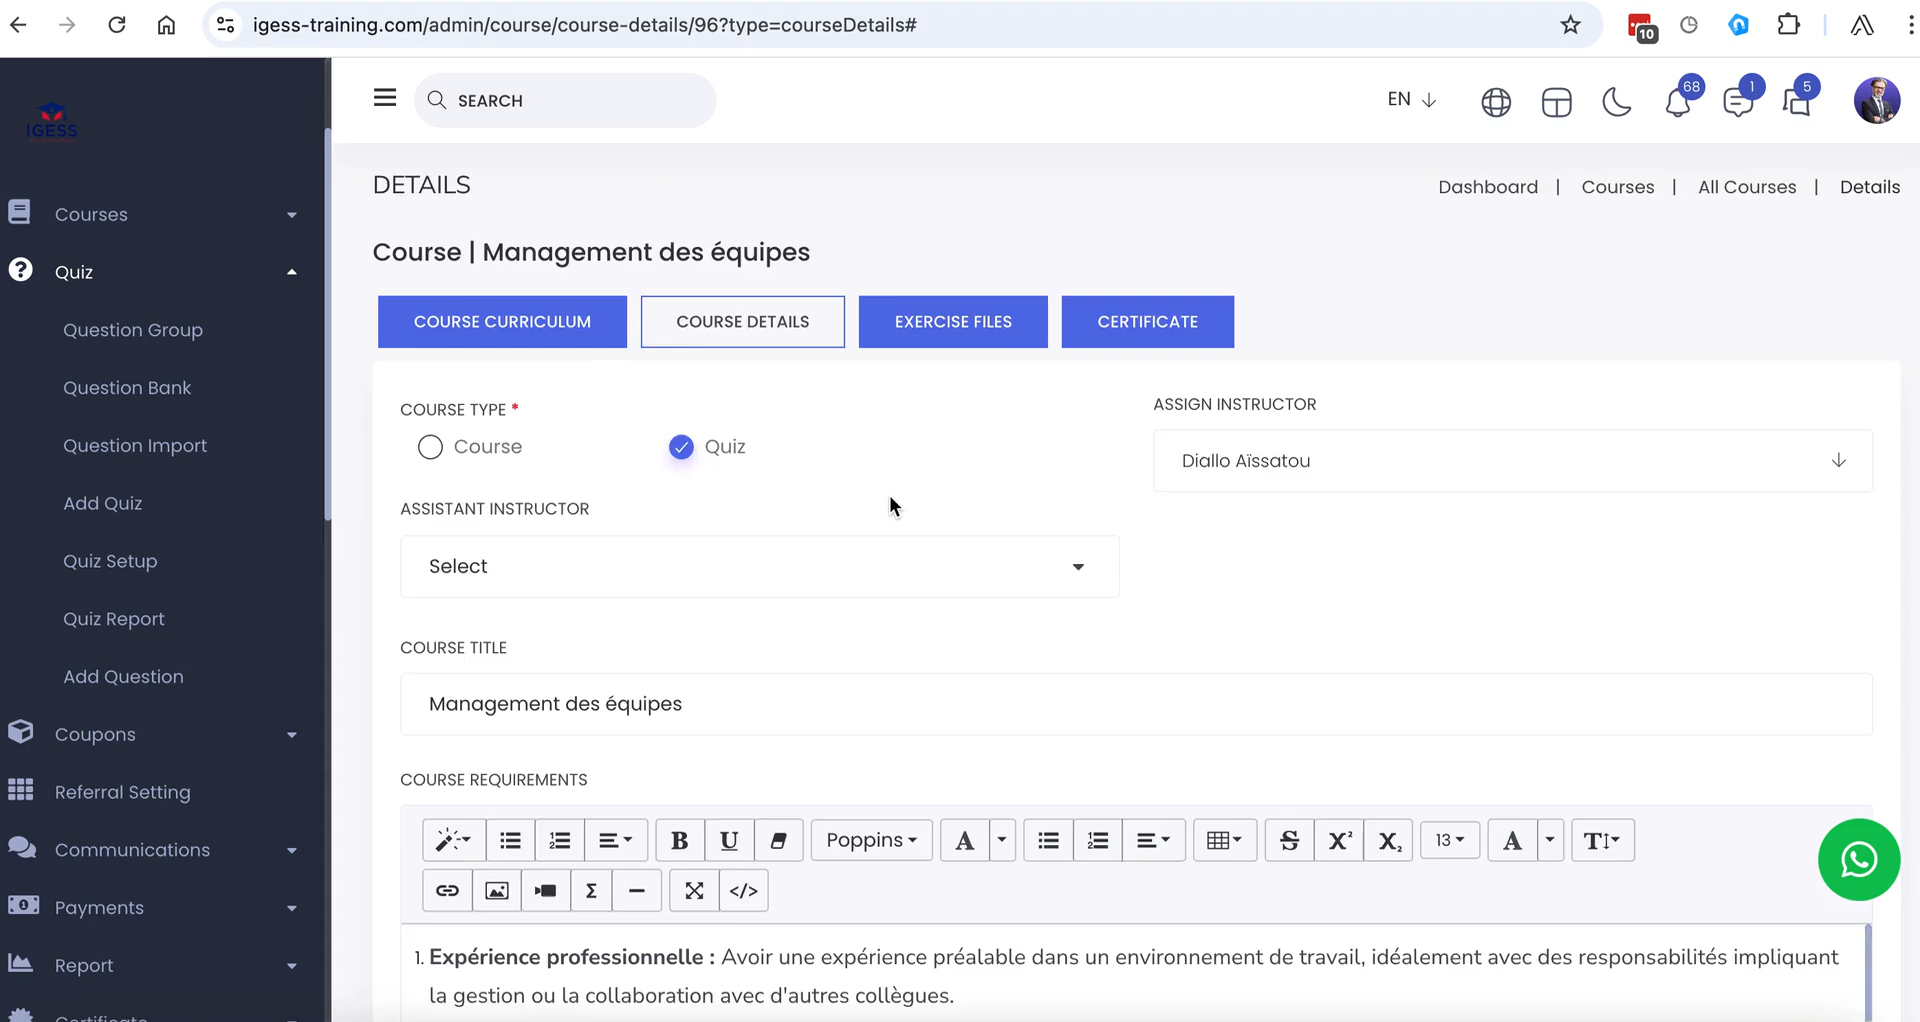 igess-training.com/admin/course/course-details/96?type=courseDetails#
10
IGESS
SEARCH
EN
68
1
5
Courses
Quiz
Question Group
Question Bank
Question Import
Add Quiz
Quiz Setup
Quiz Report
Add Question
Coupons
Referral Setting
Communications
Payments
Report
Certificate
DETAILS
Dashboard | Courses | All Courses | Details
Course | Management des équipes
COURSE CURRICULUM
COURSE DETAILS
EXERCISE FILES
CERTIFICATE
COURSE TYPE *
Course
Quiz
ASSIGN INSTRUCTOR
Diallo Aïssatou
ASSISTANT INSTRUCTOR
Select
COURSE TITLE
Management des équipes
COURSE REQUIREMENTS
B U Poppins A S X² X₂ 13 A T
Σ </>
1. Expérience professionnelle : Avoir une expérience préalable dans un environnement de travail, idéalement avec des responsabilités impliquant
la gestion ou la collaboration avec d'autres collègues.